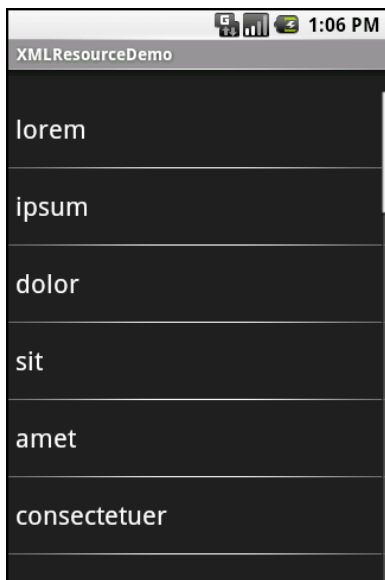 1:06 PM
XMLResourceDemo
lorem
ipsum
dolor
sit
amet
consectetuer